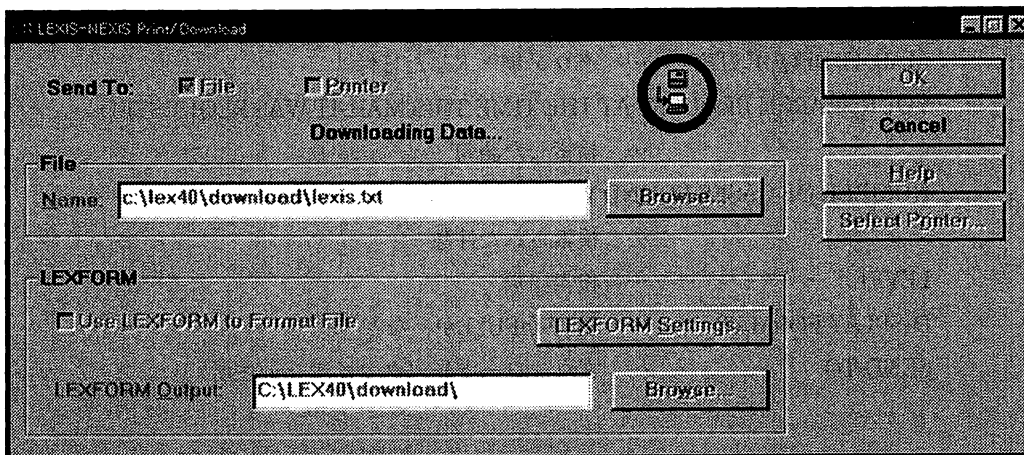 LEXIS-NEXIS Print/Download
Send To: File Printer
OK
Downloading Data...
Cancel
File
Help
Name: c:\lex40\download\lexis.txt Browse...
Select Printer...
LEXFORM
Use LEXFORM to Format File LEXFORM Settings...
LEXFORM Output: C:\LEX40\download\ Browse...